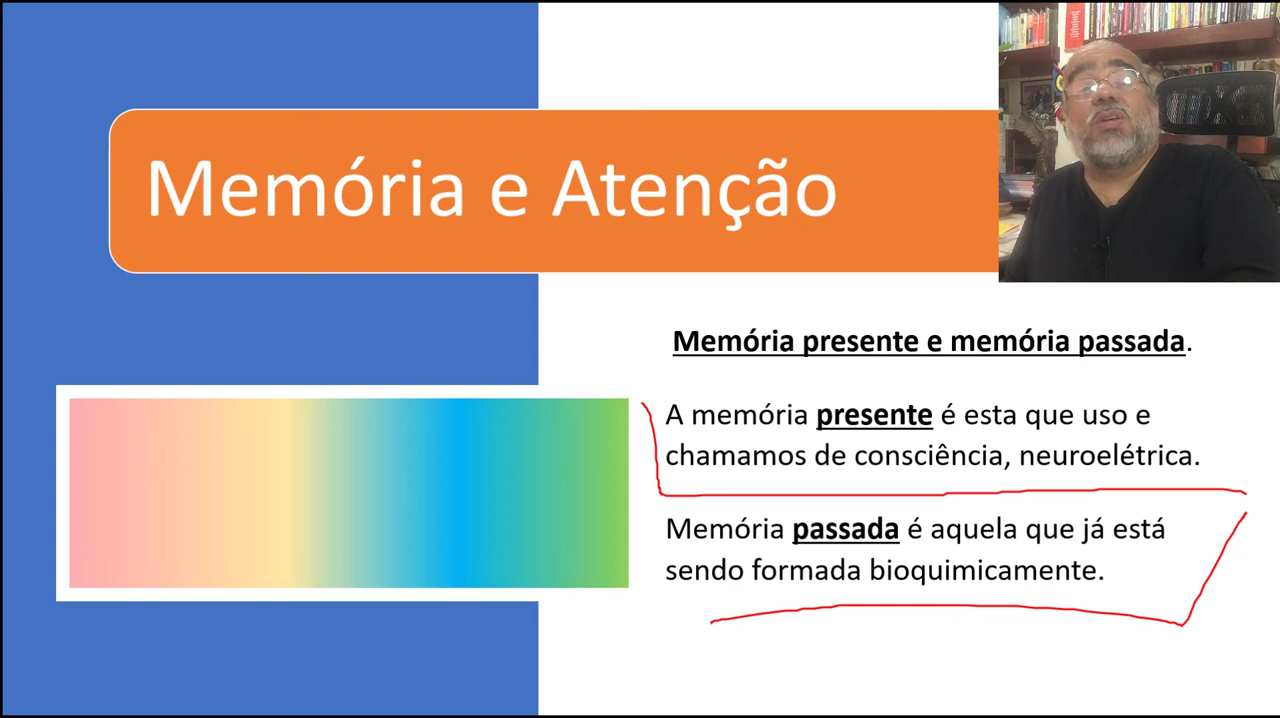 Memória e Atenção
Memória presente e memória passada.
A memória presente é esta que uso e
chamamos de consciência, neuroelétrica.
Memória passada é aquela que já está
sendo formada bioquimicamente.